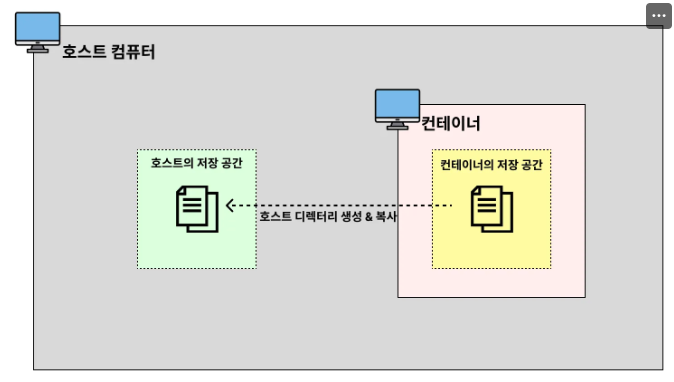 호스트 컴퓨터
컨테이너
호스트의 저장 공간
컨테이너의 저장 공간
호스트 디렉터리 생성 & 복사